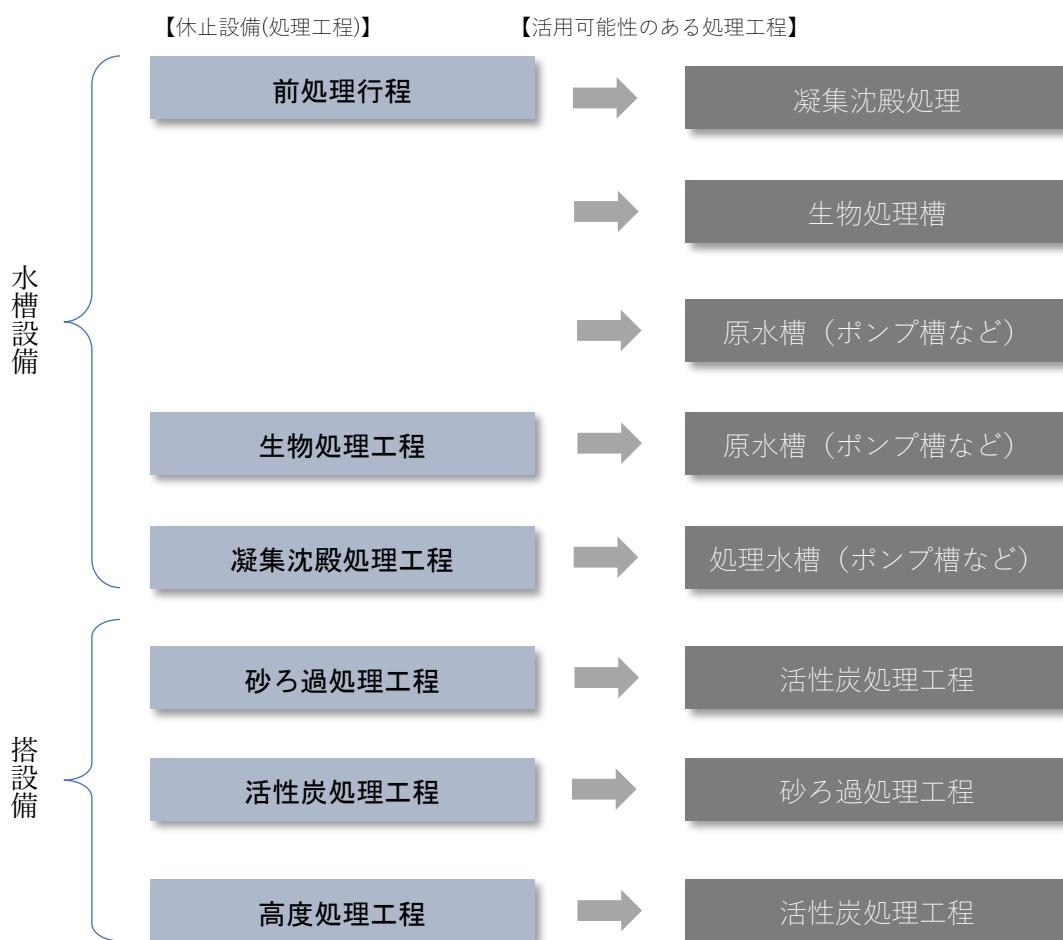 【休止設備(処理工程)】 【活用可能性のある処理工程】
水槽設備
前処理行程
凝集沈殿処理
生物処理槽
原水槽（ポンプ槽など）
生物処理工程
原水槽（ポンプ槽など）
凝集沈殿処理工程
処理水槽（ポンプ槽など）
搭設備
砂ろ過処理工程
活性炭処理工程
活性炭処理工程
砂ろ過処理工程
高度処理工程
活性炭処理工程